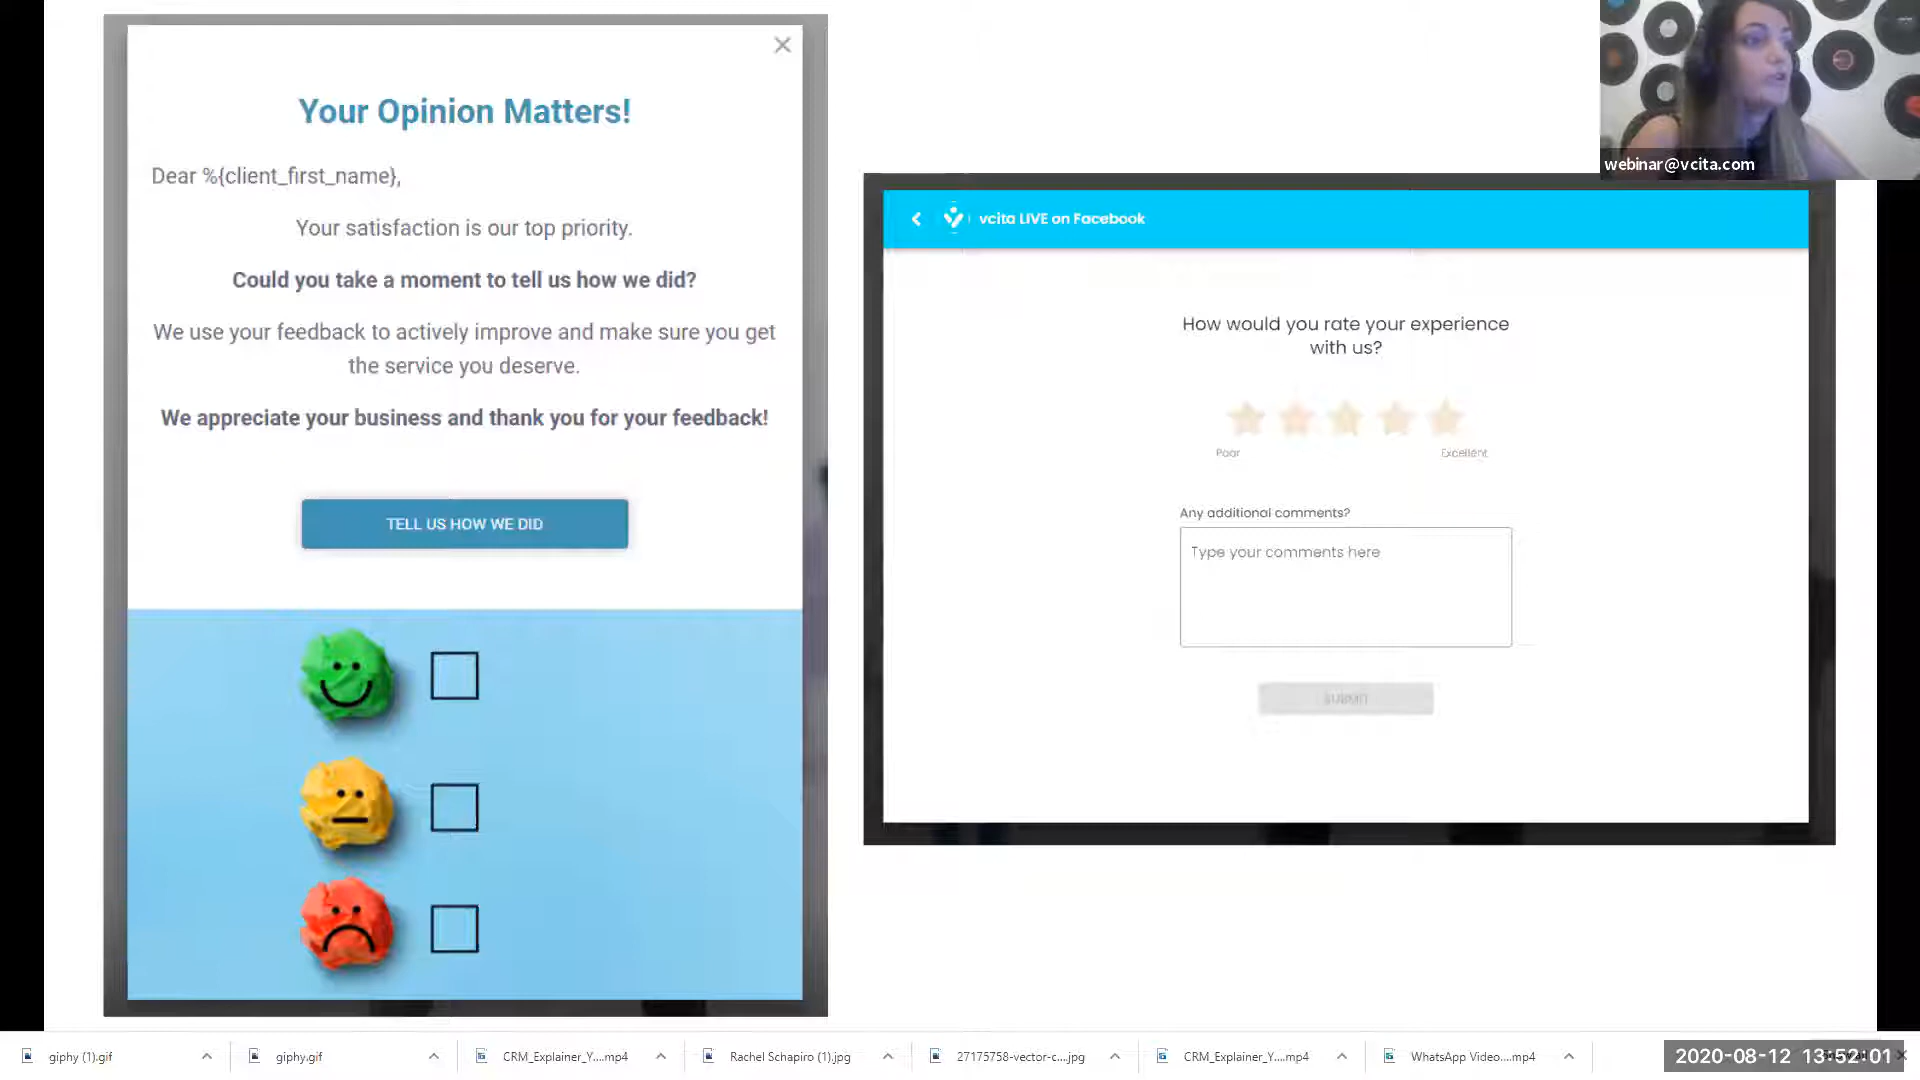 Your Opinion Matters!
Dear %{client_first_name},
Your satisfaction is our top priority.
Could you take a moment to tell us how we did?
We use your feedback to actively improve and make sure you get
the service you deserve.
We appreciate your business and thank you for your feedback!
TELL US HOW WE DID
webinar@vcita.com
vcita LIVE on Facebook
How would you rate your experience
with us?
Poor
Excellent
Any additional comments?
Type your comments here
SUBMIT
giphy (1).gif
giphy.gif
CRM_Explainer_Y....mp4
Rachel Schapiro (1).jpg
27175758-vector-c....jpg
CRM_Explainer_Y....mp4
WhatsApp Video....mp4
2020-08-12 13:52:01